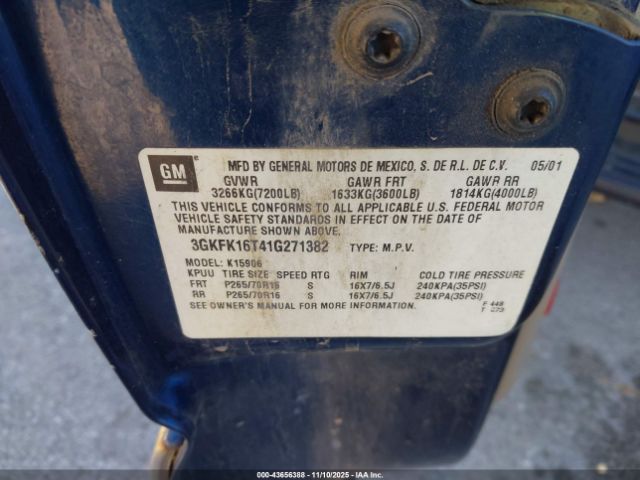 GM
MFD BY GENERAL MOTORS DE MEXICO. S. DE R.L. DE C.V. 05/01
GVWR GAWR FRT GAWR RR
3266KG(7200LB) 1633KG(3600LB) 1814KG(4000LB)
THIS VEHICLE CONFORMS TO ALL APPLICABLE U.S. FEDERAL MOTOR
VEHICLE SAFETY STANDARDS IN EFFECT ON THE DATE OF
MANUFACTURE SHOWN ABOVE.
3GKFK16T41G271382 TYPE: M.P.V.
MODEL: K15906
KPUU TIRE SIZE SPEED RTG RIM COLD TIRE PRESSURE
FRT P265/70R16 S 16X7/6.5J 240KPA(35PSI)
RR P265/70R16 S 16X7/6.5J 240KPA(35PSI)
SEE OWNER'S MANUAL FOR MORE INFORMATION. F 448
T
000-43656388 - 11/10/2025 - IAA Inc.